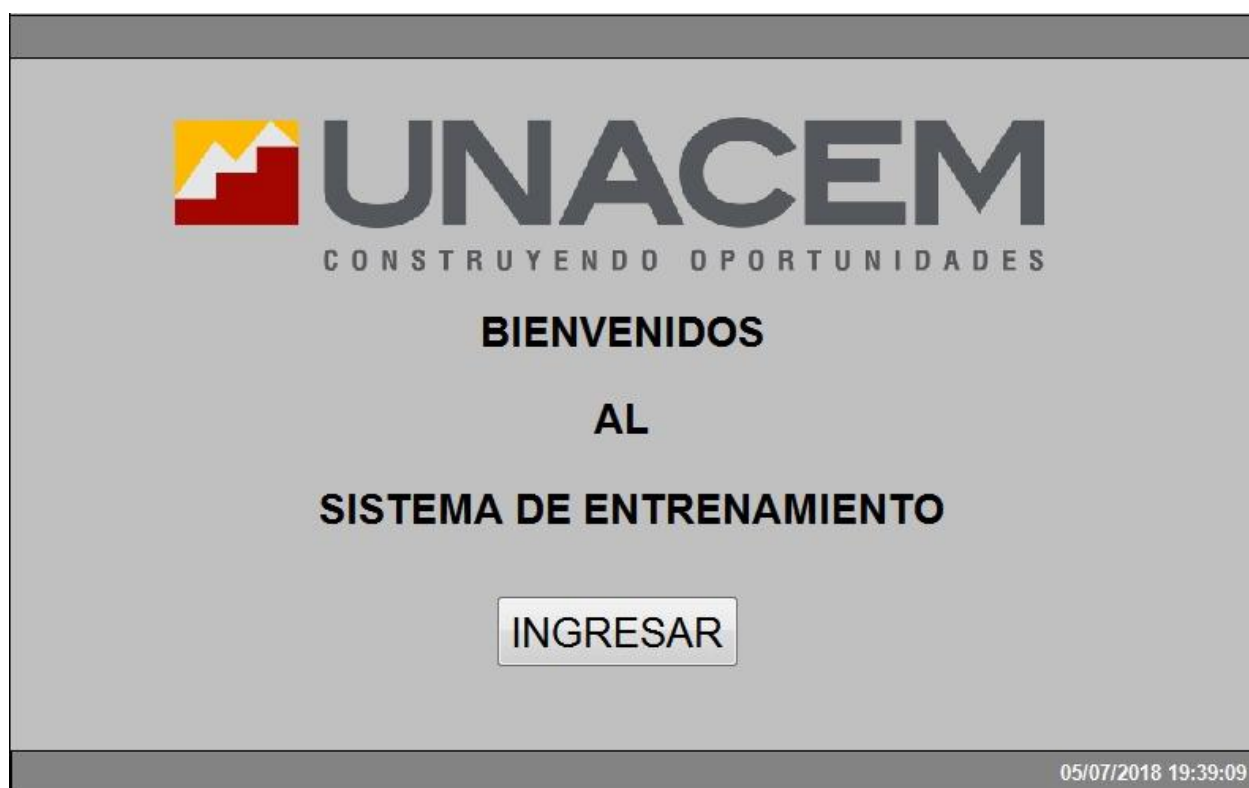 UNACEM
CONSTRUYENDO OPORTUNIDADES
BIENVENIDOS
AL
SISTEMA DE ENTRENAMIENTO
INGRESAR
05/07/2018 19:39:09